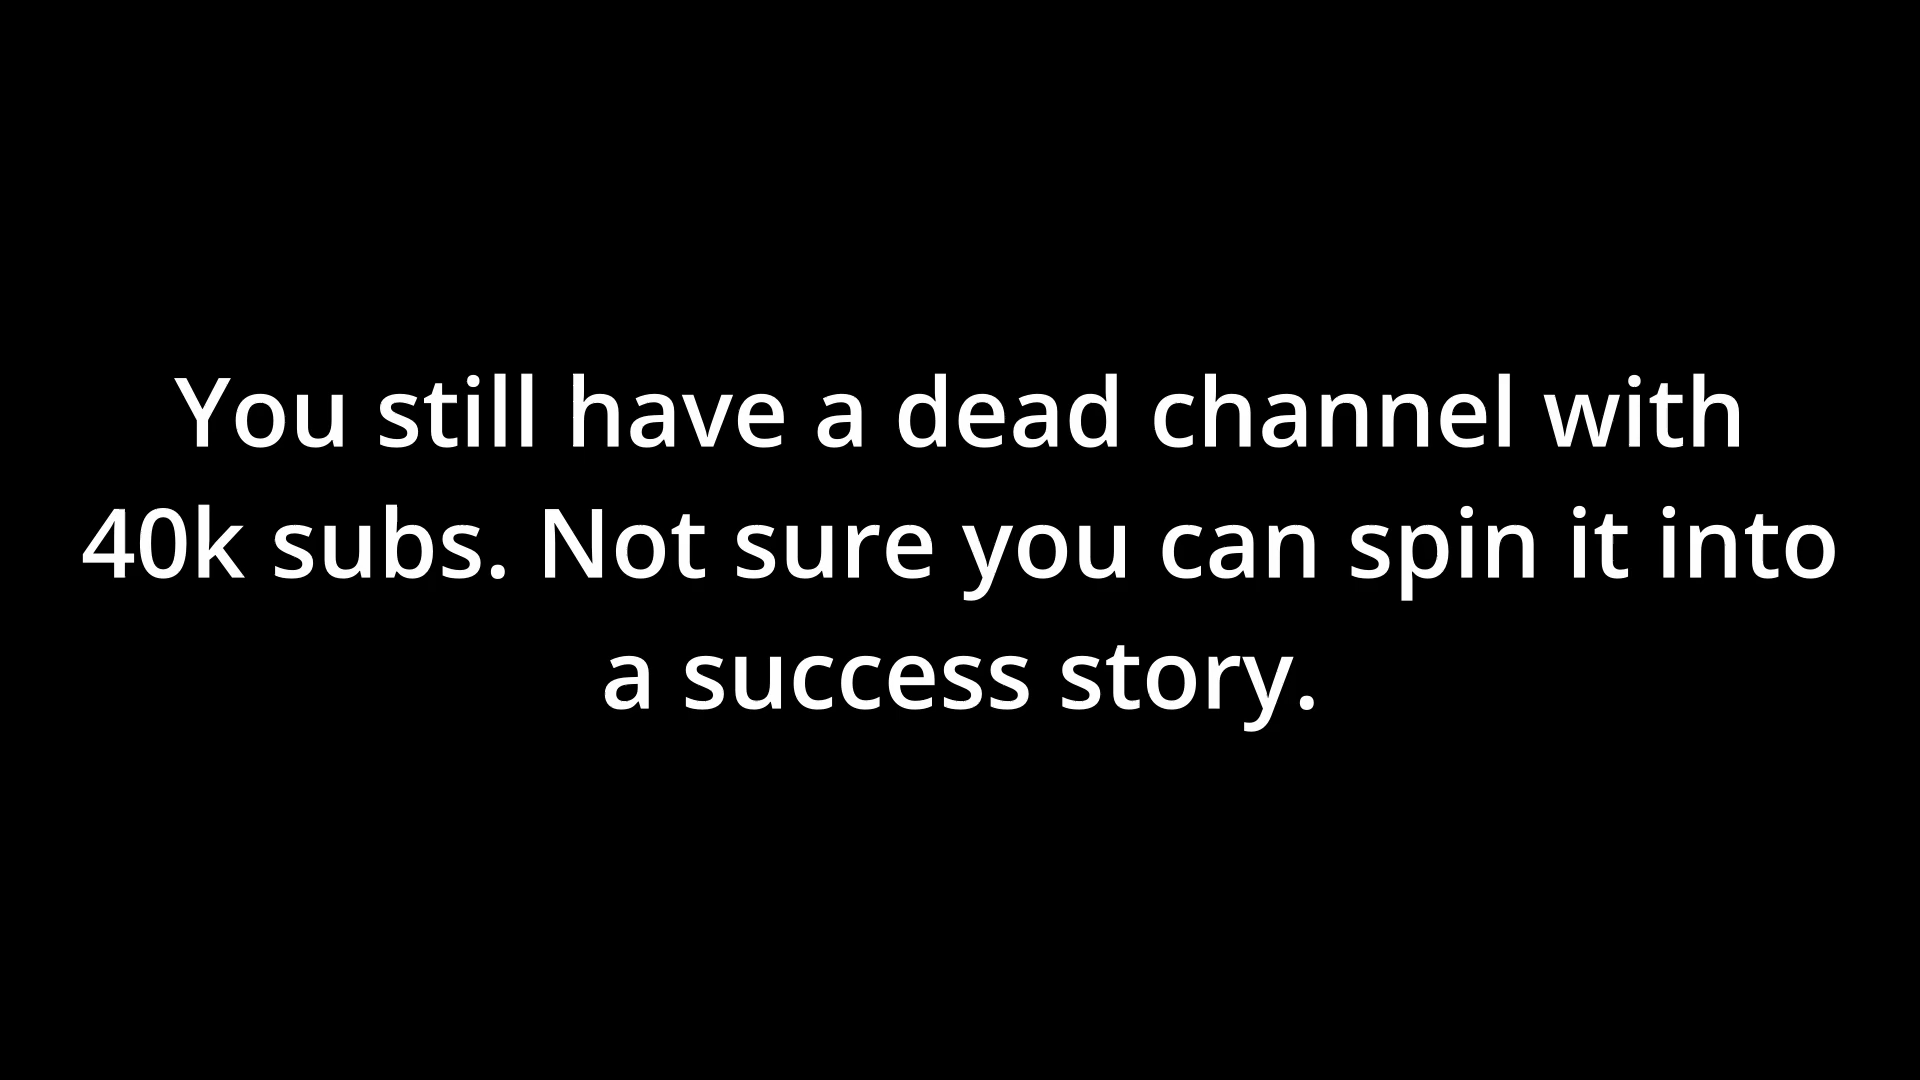 You still have a dead channel with
40k subs. Not sure you can spin it into
a success story.